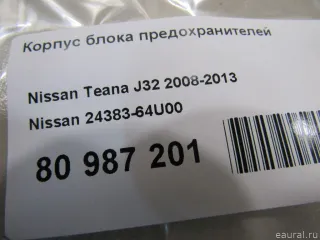 Корпус блока предохранителей
Nissan Teana J32 2008-2013
Nissan 24383-64U00
80 987 201
eaural.ru